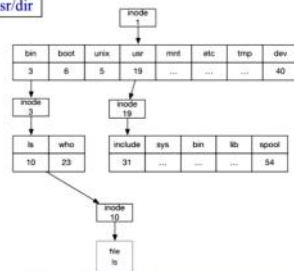 sr/dir
inode
1
bin boot unix usr mnt etc tmp dev
3 6 5 19 ... ... ... 40
inode
3
inode
19
ls who
10 23
include sys bin lib spool
31 ... ... ... 54
inode
10
file
ls